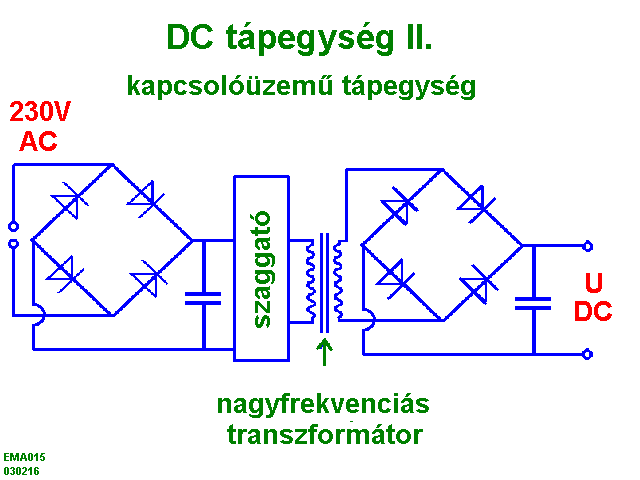 DC tápegység II.
kapcsolóüzemű tápegység
230V
AC
szaggató
U
DC
nagyfrekvenciás
transzformátor
EMA015
030216